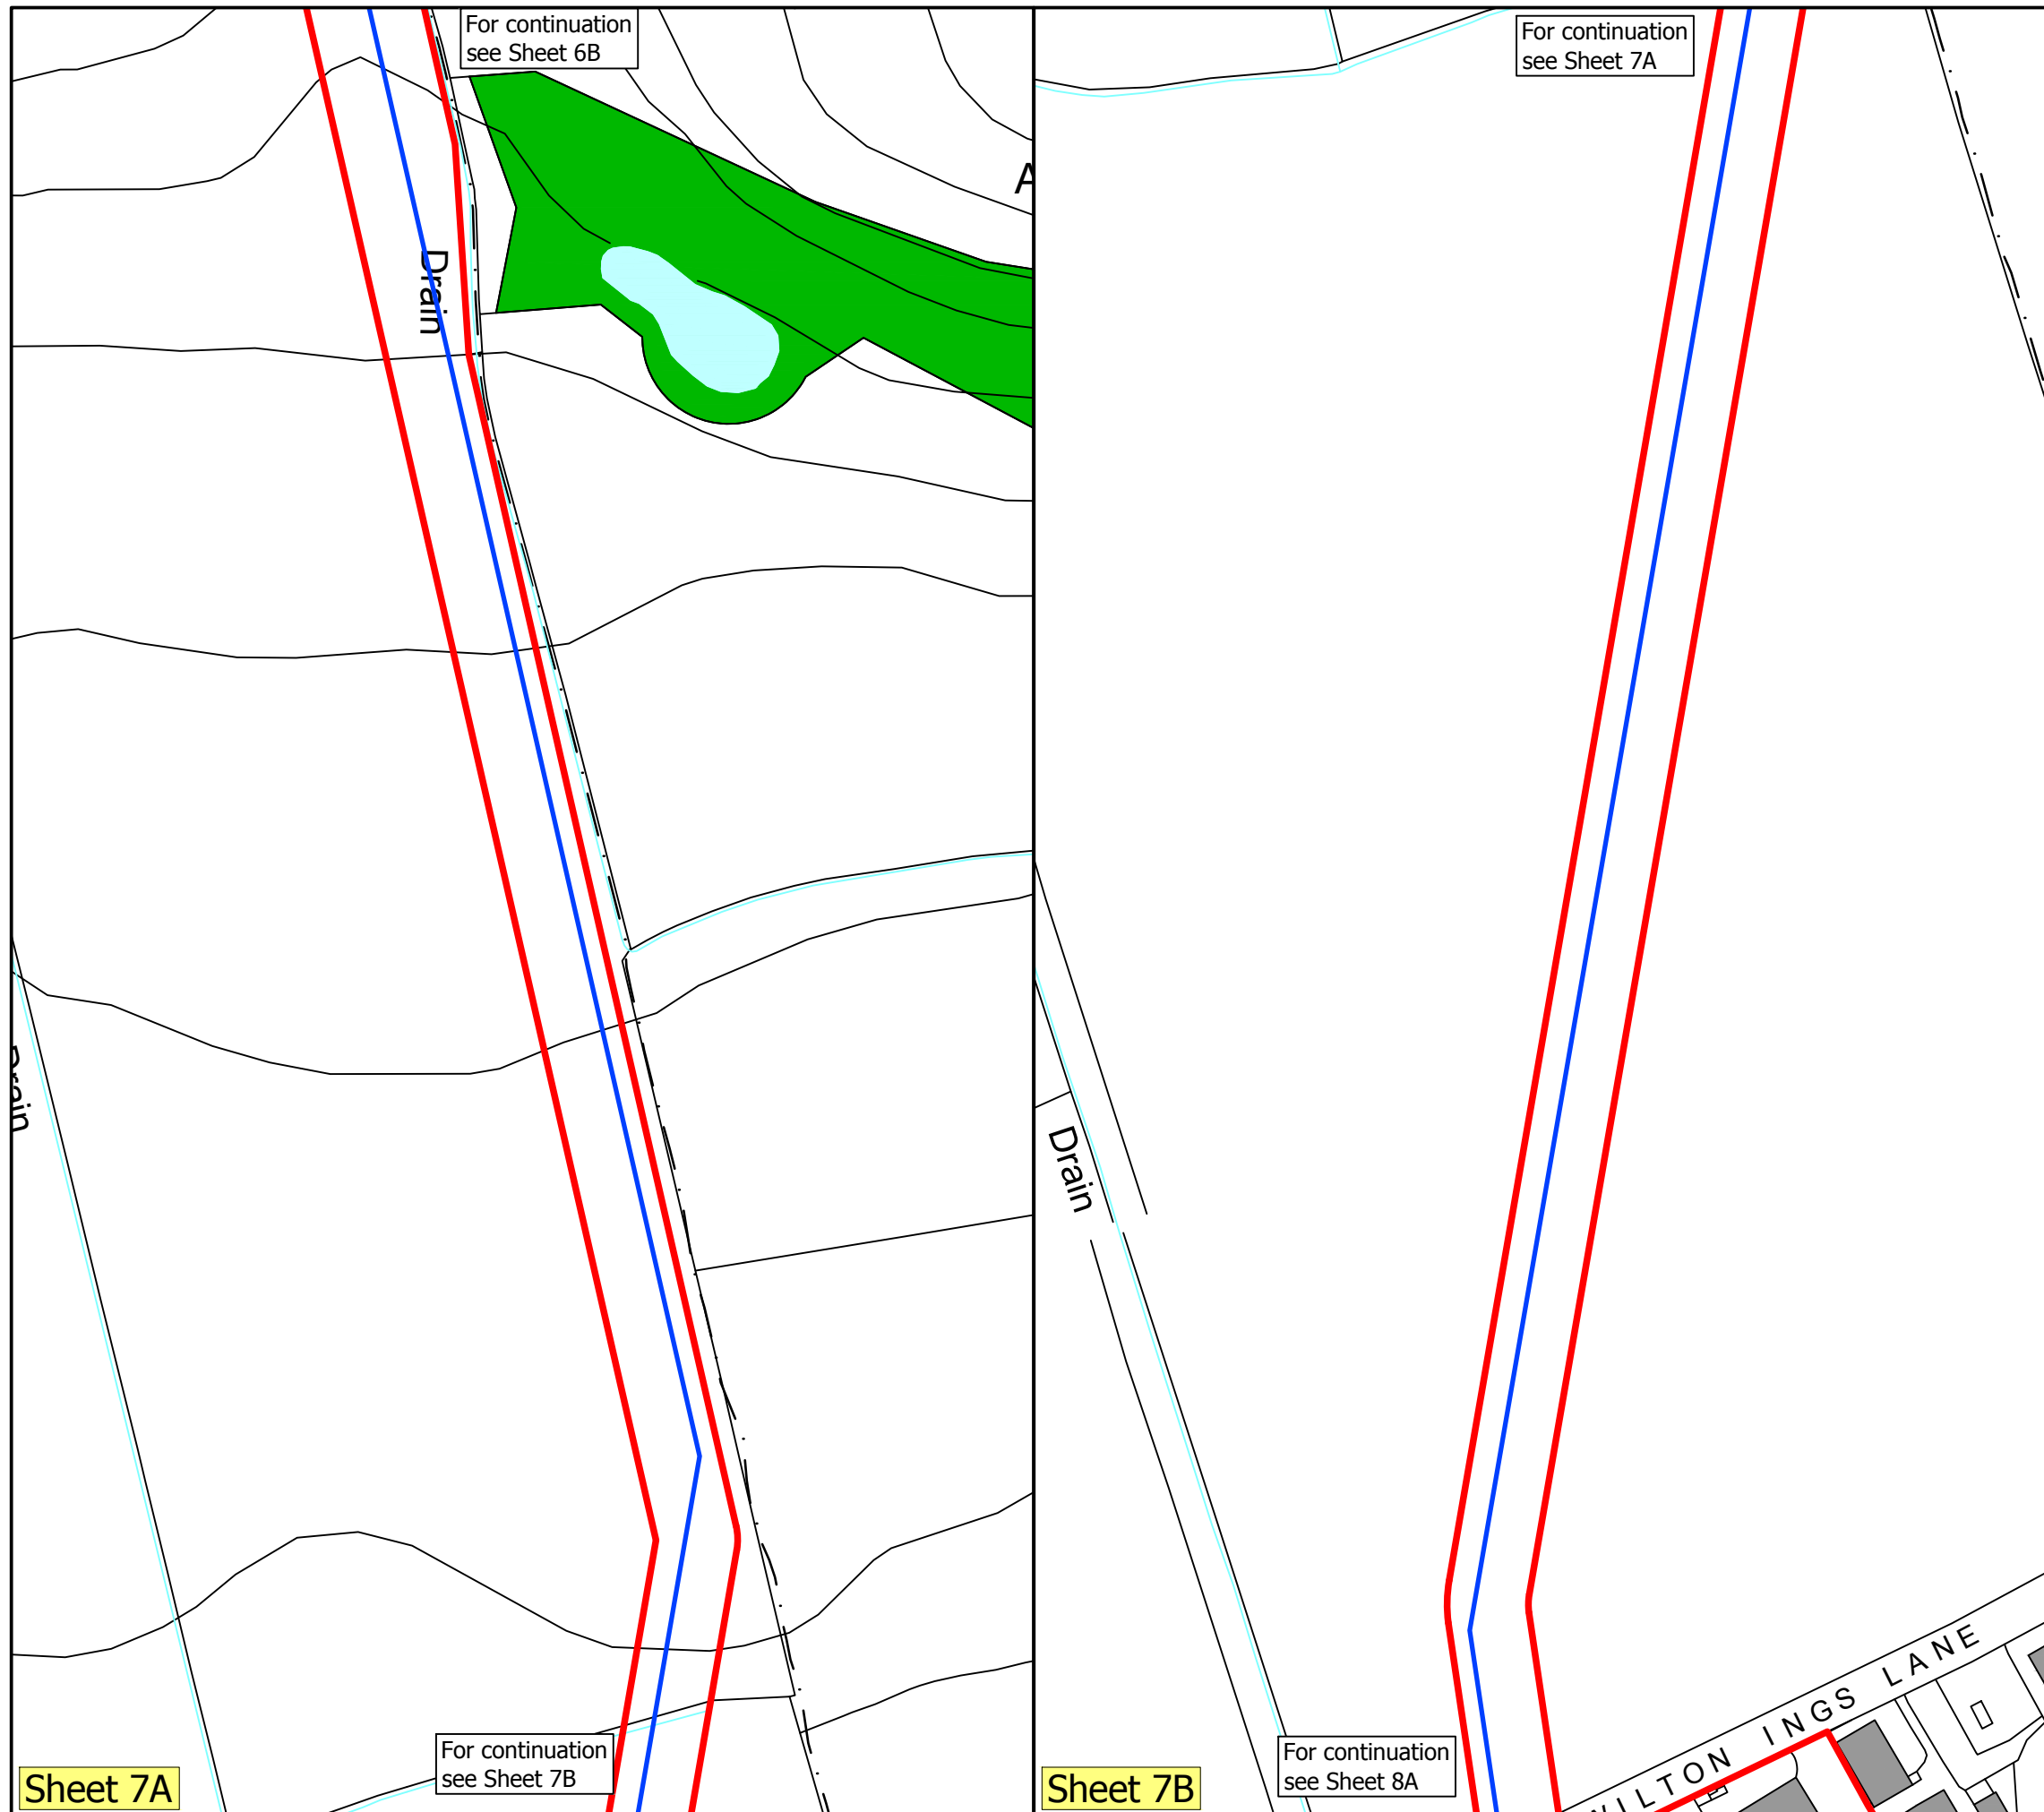 For continuation
see Sheet 6B
Drain
Drain
For continuation
see Sheet 7B
Sheet 7A
For continuation
see Sheet 7A
Drain
For continuation
see Sheet 8A
Sheet 7B
INGS LANE